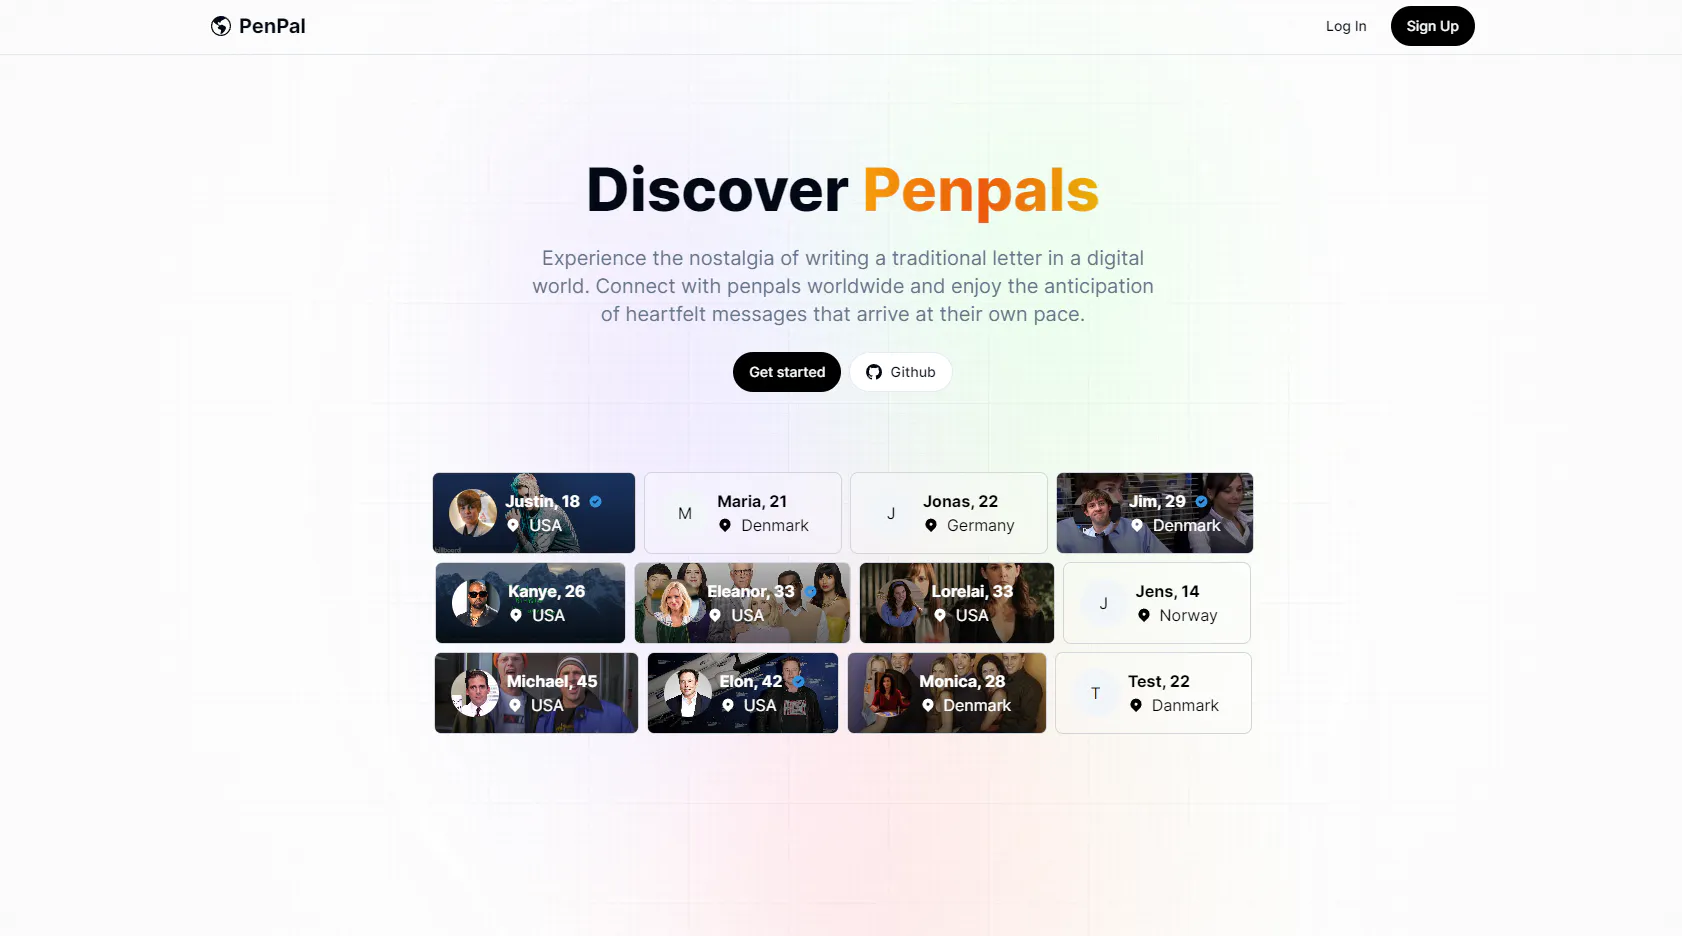 PenPal
Log In
Sign Up
Discover Penpals
Experience the nostalgia of writing a traditional letter in a digital
world. Connect with penpals worldwide and enjoy the anticipation
of heartfelt messages that arrive at their own pace.
Get started
Github
Justin, 18
USA
billboard
M
Maria, 21
Denmark
J
Jonas, 22
Germany
Jim, 29
Denmark
Kanye, 26
USA
Eleanor, 33
USA
Lorelai, 33
USA
J
Jens, 14
Norway
Michael, 45
USA
Elon, 42
USA
Monica, 28
Denmark
T
Test, 22
Danmark